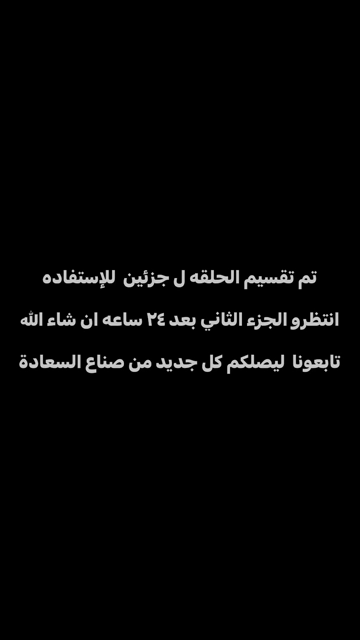 تم تقسيم الحلقه ل جزئين للإستفاده
انتظرو الجزء الثاني بعد ٢٤ ساعه ان شاء الله
تابعونا ليصلكم كل جديد من صناع السعادة